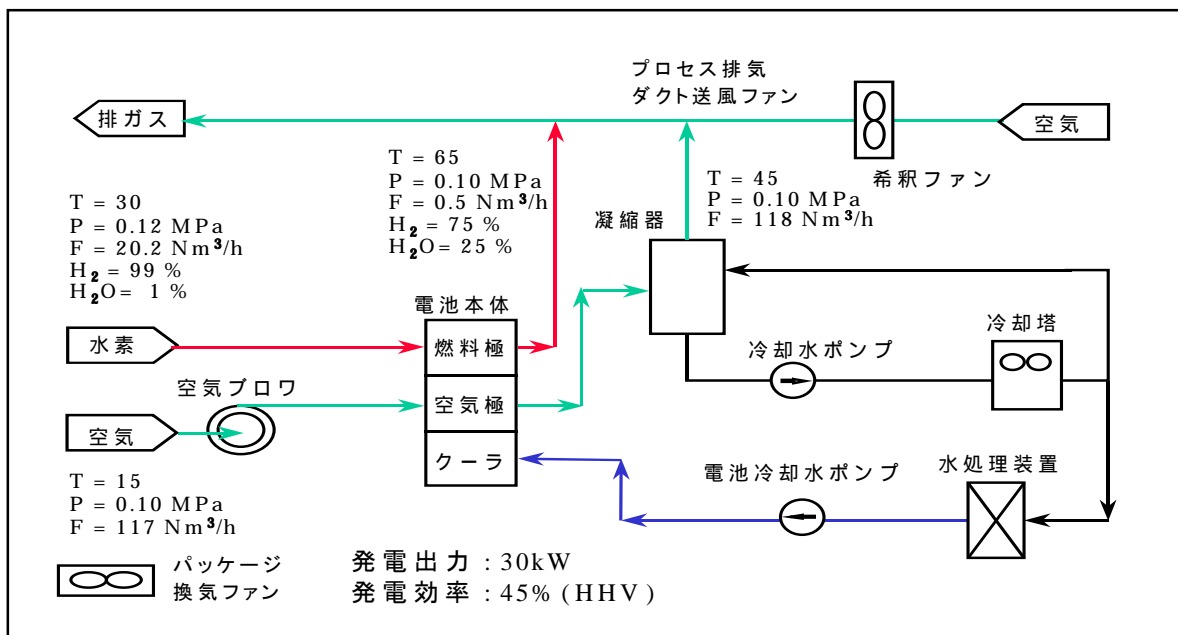 プロセス排気
ダクト送風ファン
排ガス
空気
希釈ファン
T = 65
P = 0.10 MPa
F = 0.5 Nm³/h
H₂ = 75 %
H₂O= 25 %
T = 45
P = 0.10 MPa
F = 118 Nm³/h
T = 30
P = 0.12 MPa
F = 20.2 Nm³/h
H₂ = 99 %
H₂O= 1 %
凝縮器
電池本体
水素
燃料極
冷却水ポンプ
冷却塔
空気ブロワ
空気極
空気
クーラ
電池冷却水ポンプ
水処理装置
T = 15
P = 0.10 MPa
F = 117 Nm³/h
パッケージ
換気ファン
発電出力 : 30kW
発電効率 : 45% (HHV)